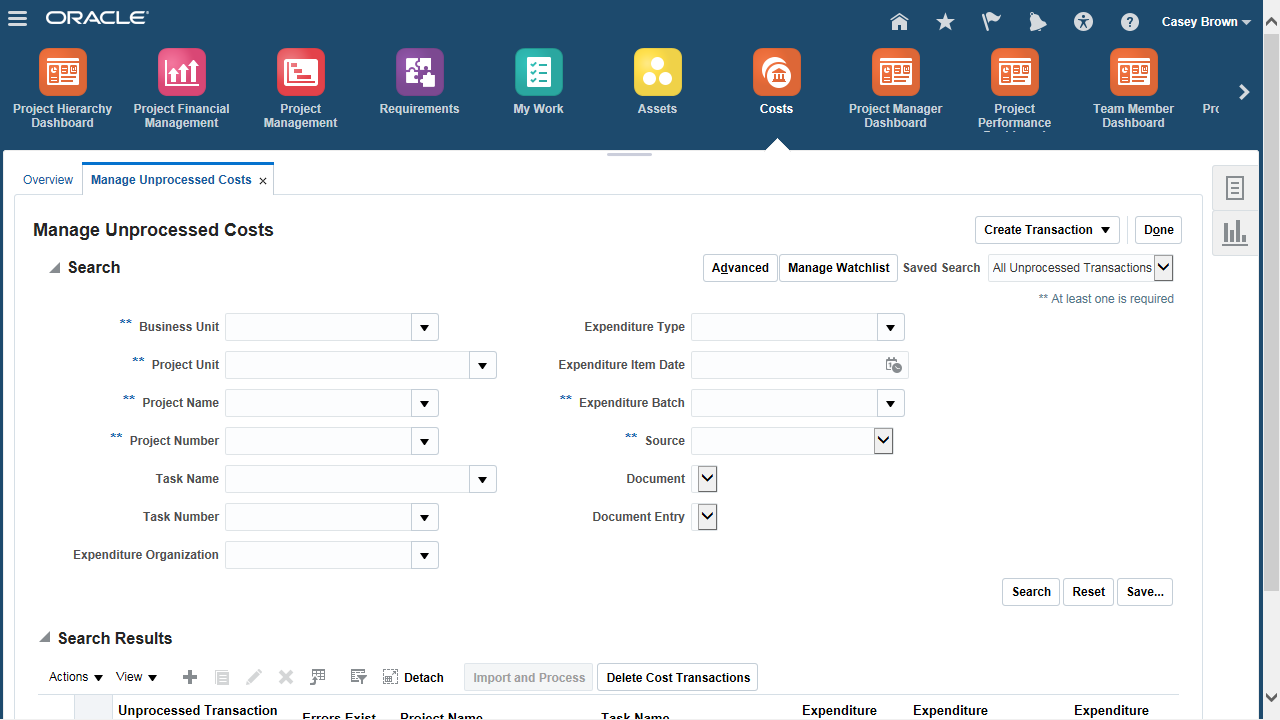 ORACLE
Casey Brown
Project Hierarchy Dashboard
Project Financial Management
Project Management
Requirements
My Work
Assets
Costs
Project Manager Dashboard
Project Performance
Team Member Dashboard
Overview
Manage Unprocessed Costs
Manage Unprocessed Costs
Create Transaction
Done
Search
Advanced
Manage Watchlist
Saved Search
All Unprocessed Transactions
** At least one is required
** Business Unit
Expenditure Type
** Project Unit
Expenditure Item Date
** Project Name
** Expenditure Batch
** Project Number
** Source
Task Name
Document
Task Number
Document Entry
Expenditure Organization
Search
Reset
Save...
Search Results
Actions
View
Detach
Import and Process
Delete Cost Transactions
Unprocessed Transaction
Errors Exist
Project Name
Task Name
Expenditure
Expenditure
Expenditure